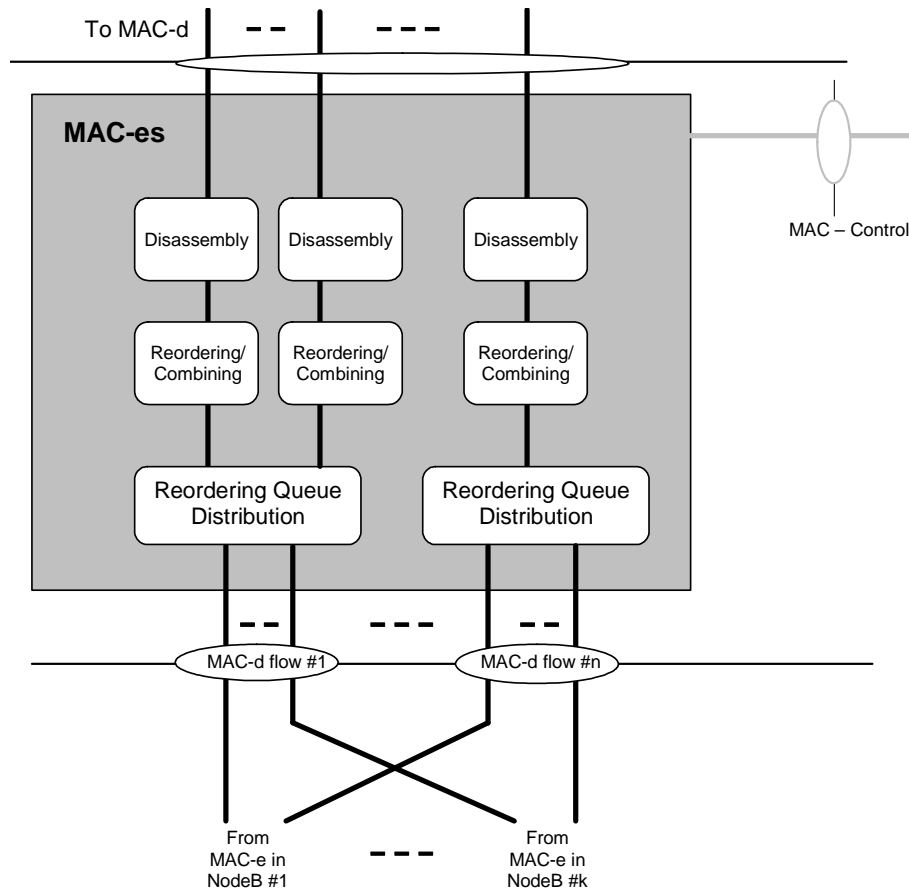 To MAC-d
MAC-es
MAC – Control
Disassembly
Disassembly
Disassembly
Reordering/
Combining
Reordering/
Combining
Reordering/
Combining
Reordering Queue
Distribution
Reordering Queue
Distribution
MAC-d flow #1
MAC-d flow #n
From
MAC-e in
NodeB #1
From
MAC-e in
NodeB #k